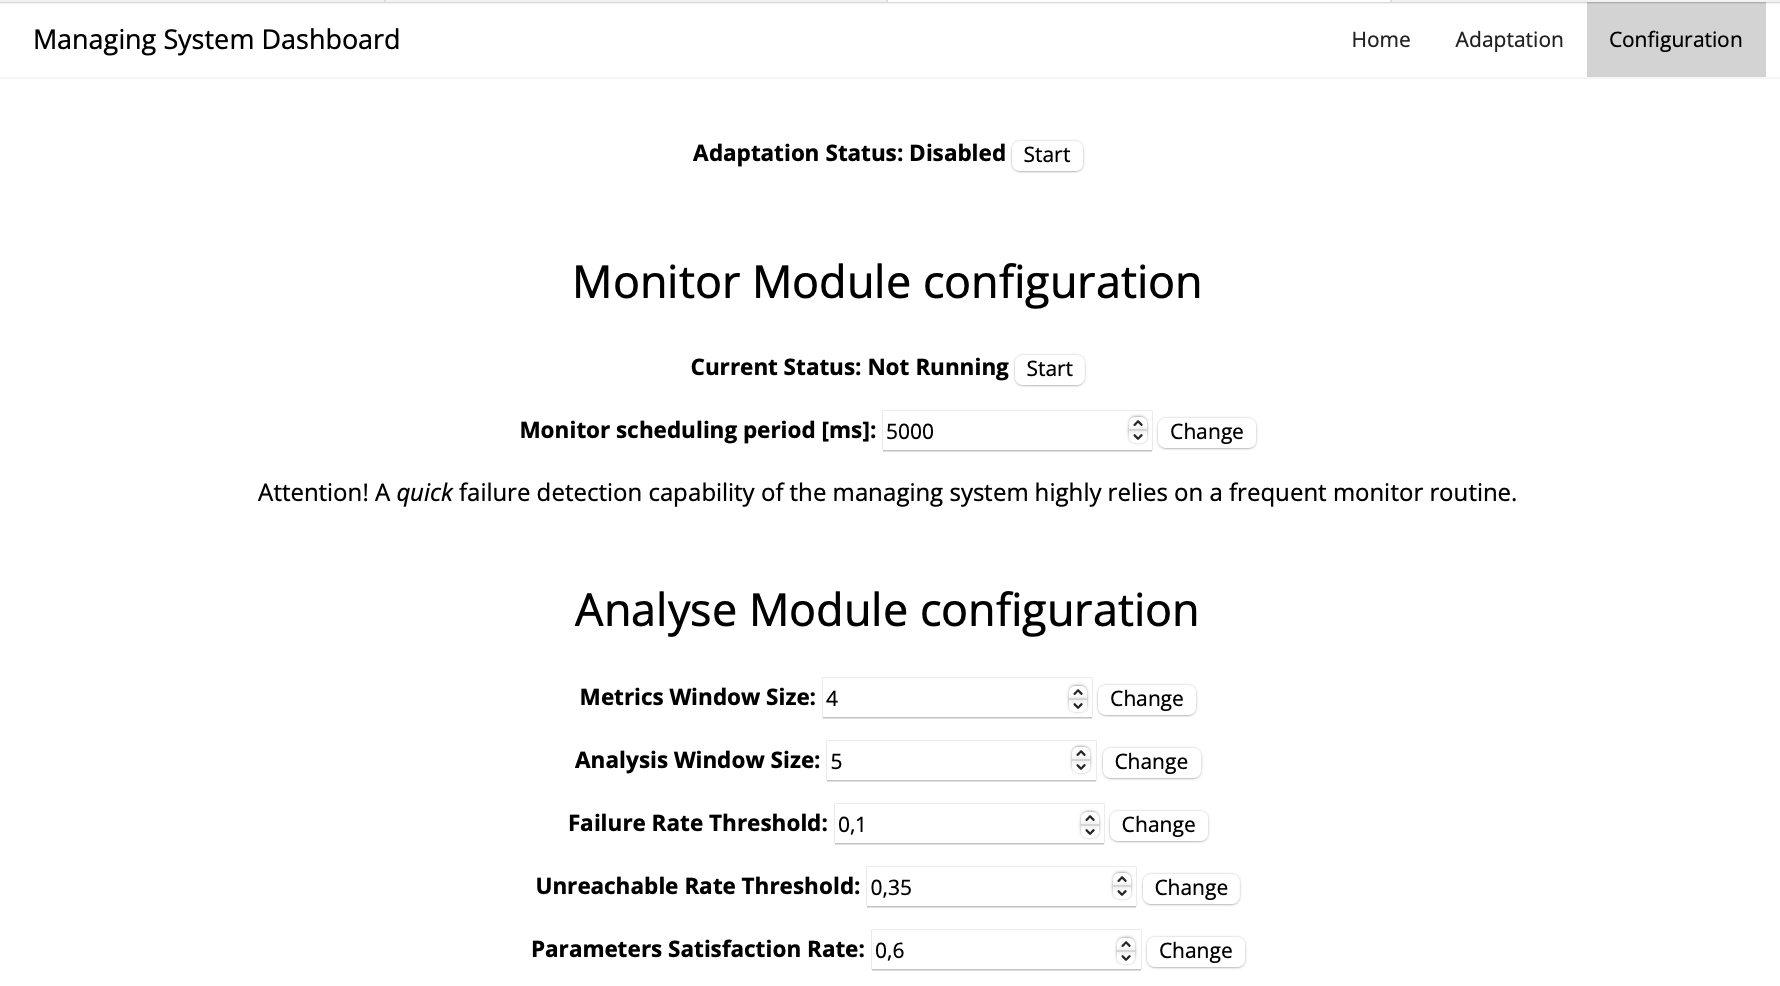 Managing System Dashboard Home Adaptation Configuration
Adaptation Status: Disabled Start
Monitor Module configuration
Current Status: Not Running Start
Monitor scheduling period [ms]: 5000 Change
Attention! A quick failure detection capability of the managing system highly relies on a frequent monitor routine.
Analyse Module configuration
Metrics Window Size: 4 Change
Analysis Window Size: 5 Change
Failure Rate Threshold: 0,1 Change
Unreachable Rate Threshold: 0,35 Change
Parameters Satisfaction Rate: 0,6 Change